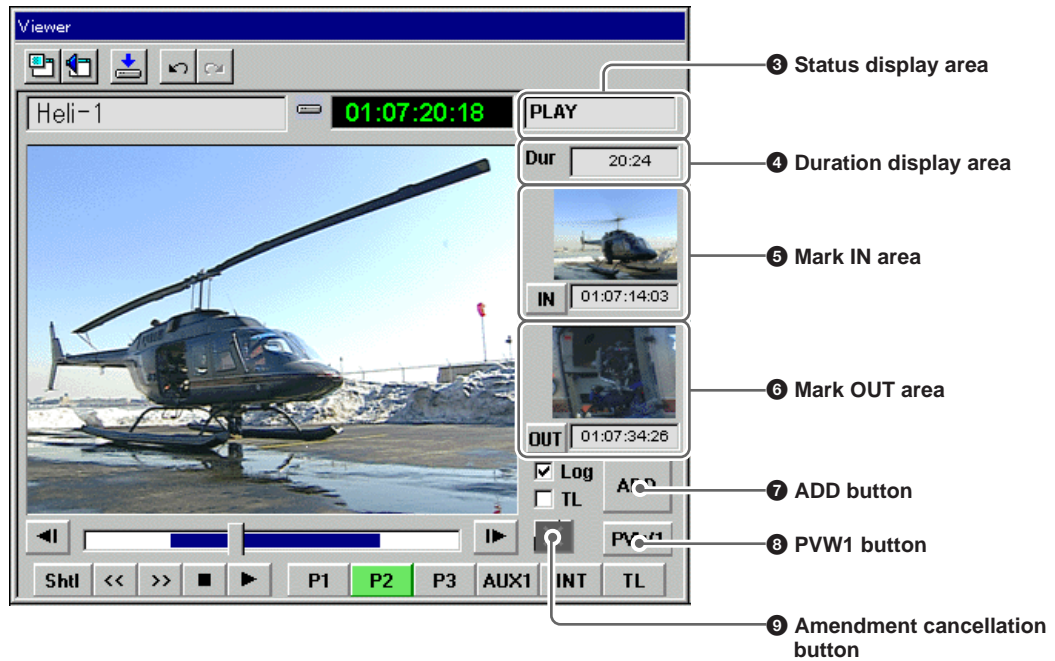 Viewer
Heli-1
01:07:20:18
PLAY
Dur 20:24
IN 01:07:14:03
OUT 01:07:34:26
Log
TL
ADD
PVW1
Shtl << >> P1 P2 P3 AUX1 INT TL
❸ Status display area
❹ Duration display area
❺ Mark IN area
❻ Mark OUT area
❼ ADD button
❽ PVW1 button
❾ Amendment cancellation
button